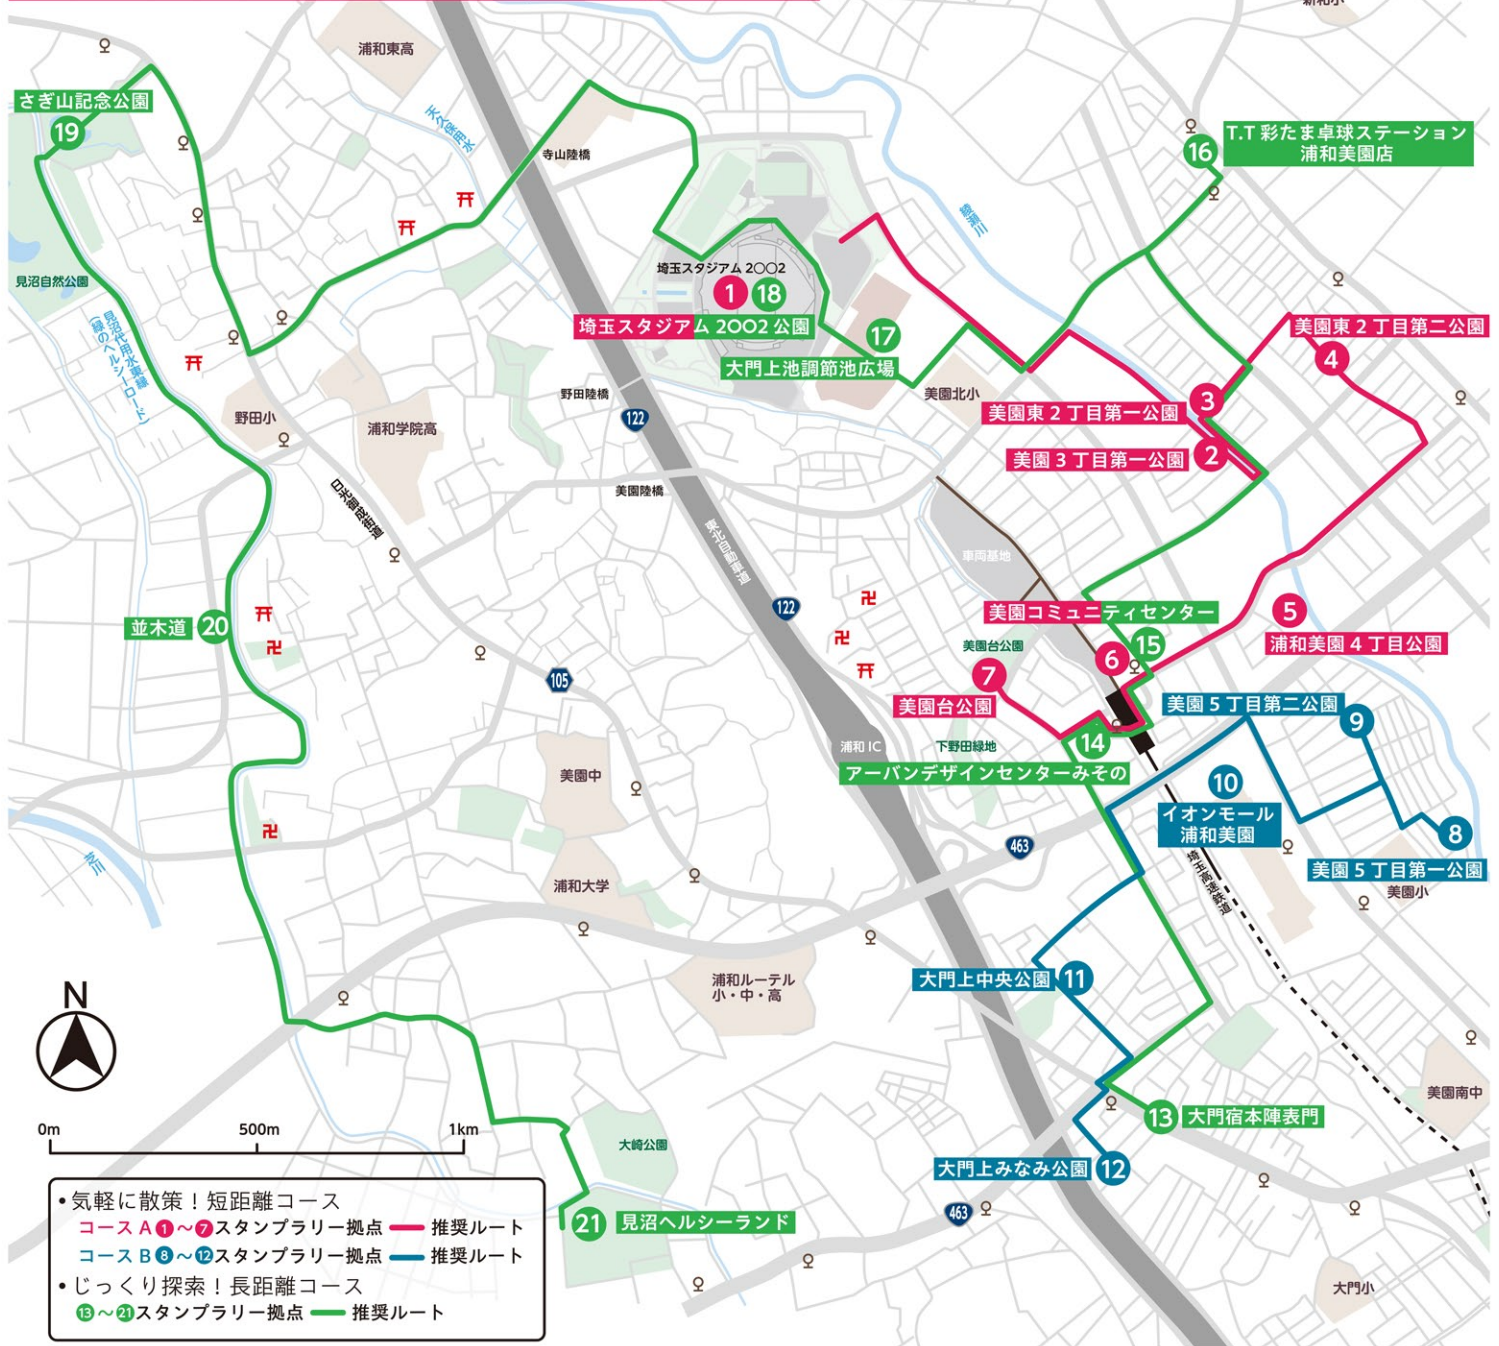 浦和東高
さぎ山記念公園
19
天久保用水
寺山陸橋
T.T 彩たま卓球ステーション
浦和美園店
16
綾瀬川
見沼自然公園
見沼代用水東縁
(緑のヘルシーロード)
埼玉スタジアム 2〇〇2
1
18
埼玉スタジアム 2002 公園
17
大門上池調節池広場
美園東 2 丁目第二公園
4
野田陸橋
122
美園北小
3
美園東 2 丁目第一公園
2
美園 3 丁目第一公園
野田小
浦和学院高
日光御成街道
美園陸橋
東北自動車道
車両基地
122
並木道
20
105
美園コミュニティセンター
15
美園台公園
6
7
美園台公園
5
浦和美園 4 丁目公園
美園 5 丁目第二公園
9
浦和 IC
下野田緑地
14
アーバンデザインセンターみその
美園中
10
イオンモール
浦和美園
8
美園 5 丁目第一公園
美園小
463
埼玉高速鉄道
芝川
浦和大学
浦和ルーテル
小・中・高
大門上中央公園
11
N
美園南中
13
大門宿本陣表門
大門上みなみ公園
12
大崎公園
463
21
見沼ヘルシーランド
大門小
0m
500m
1km
• 気軽に散策！短距離コース
コース A 1 〜 7 スタンプラリー拠点 推奨ルート
コース B 8 〜 12 スタンプラリー拠点 推奨ルート
• じっくり探索！長距離コース
13 〜 21 スタンプラリー拠点 推奨ルート